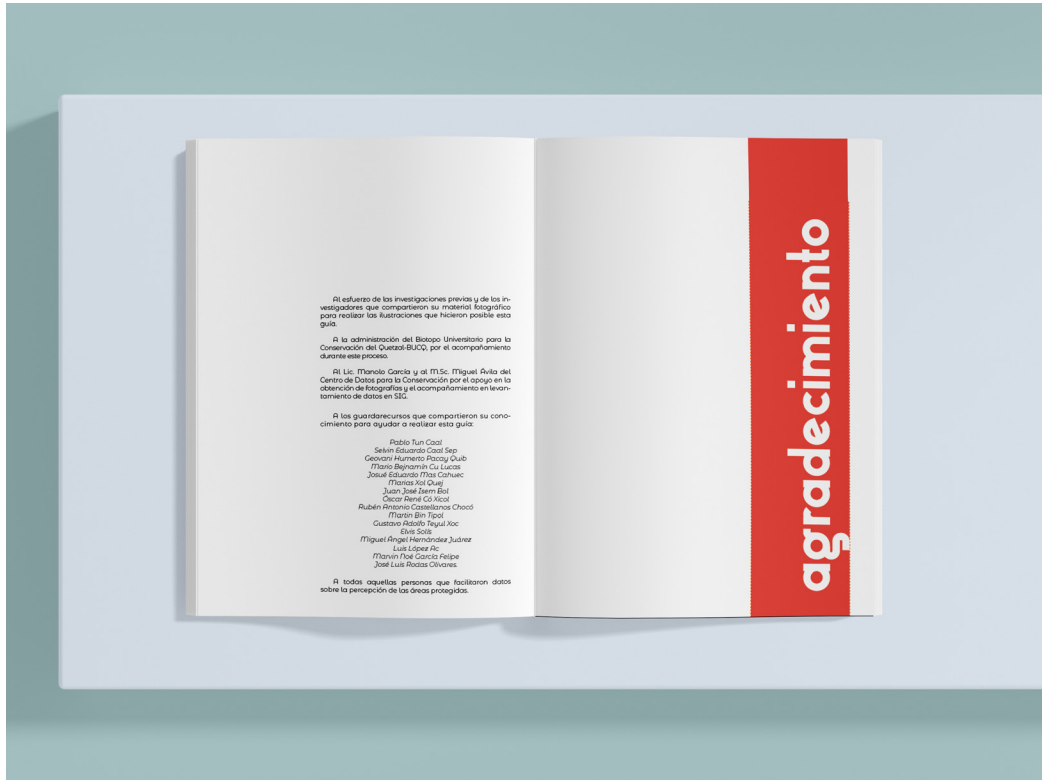 Al esfuerzo de las investigaciones previas y de los in-
vestigadores que compartieron su material fotográfico
para realizar las ilustraciones que hicieron posible esta
guía.
A la administración del Biotopo Universitario para la
Conservación del Quetzal-BUCQ, por el acompañamiento
durante este proceso.
Al Lic. Manolo García y al M.Sc. Miguel Ávila del
Centro de Datos para la Conservación por el apoyo en la
obtención de fotografías y el acompañamiento en levan-
tamiento de datos en SIG.
A los guardarecursos que compartieron su cono-
cimiento para ayudar a realizar esta guía:
Pablo Tun Caal
Selvin Eduardo Caal Sep
Geovani Humerto Pacay Quib
Mario Bejnamín Cu Lucas
Josué Eduardo Mas Cahuec
Marias Xol Quej
Juan José Isem Bol
Óscar René Có Xicol
Rubén Antonio Castellanos Chocó
Martin Bin Tipol
Gustavo Adolfo Teyul Xoc
Elvis Solis
Miguel Ángel Hernández Juárez
Luis López Ac
Marvin Noé García Felipe
José Luis Rodas Olivares.
A todas aquellas personas que facilitaron datos
sobre la percepción de las áreas protegidas.
agradecimiento